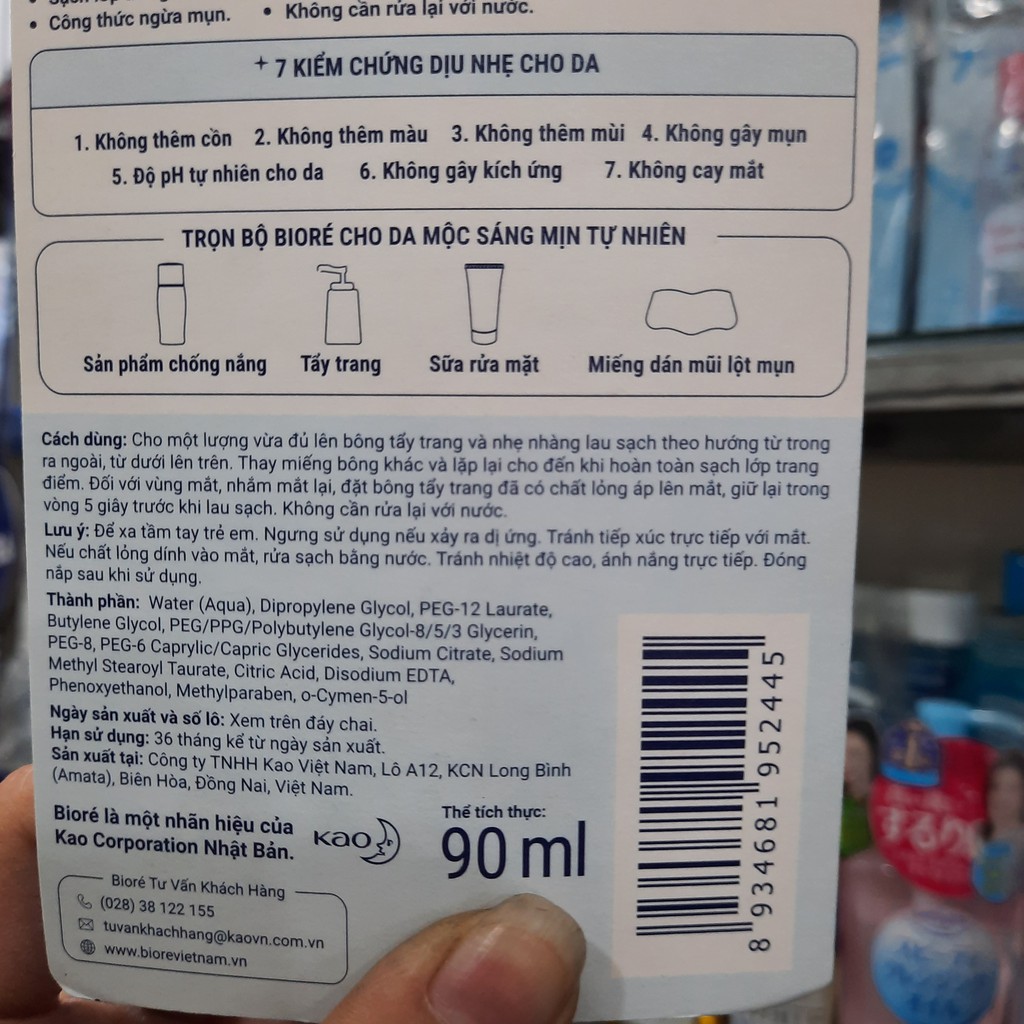 • Công thức ngừa mụn.
• Không cần rửa lại với nước.
+ 7 KIỂM CHỨNG DỊU NHẸ CHO DA
1. Không thêm cồn 2. Không thêm màu 3. Không thêm mùi 4. Không gây mụn
5. Độ pH tự nhiên cho da 6. Không gây kích ứng 7. Không cay mắt
TRỌN BỘ BIORÉ CHO DA MỘC SÁNG MỊN TỰ NHIÊN
Sản phẩm chống nắng Tẩy trang Sữa rửa mặt Miếng dán mũi lột mụn
Cách dùng: Cho một lượng vừa đủ lên bông tẩy trang và nhẹ nhàng lau sạch theo hướng từ trong
ra ngoài, từ dưới lên trên. Thay miếng bông khác và lặp lại cho đến khi hoàn toàn sạch lớp trang
điểm. Đối với vùng mắt, nhắm mắt lại, đặt bông tẩy trang đã có chất lỏng áp lên mắt, giữ lại trong
vòng 5 giây trước khi lau sạch. Không cần rửa lại với nước.
Lưu ý: Để xa tầm tay trẻ em. Ngưng sử dụng nếu xảy ra dị ứng. Tránh tiếp xúc trực tiếp với mắt.
Nếu chất lỏng dính vào mắt, rửa sạch bằng nước. Tránh nhiệt độ cao, ánh nắng trực tiếp. Đóng
nắp sau khi sử dụng.
Thành phần: Water (Aqua), Dipropylene Glycol, PEG-12 Laurate,
Butylene Glycol, PEG/PPG/Polybutylene Glycol-8/5/3 Glycerin,
PEG-8, PEG-6 Caprylic/Capric Glycerides, Sodium Citrate, Sodium
Methyl Stearoyl Taurate, Citric Acid, Disodium EDTA,
Phenoxyethanol, Methylparaben, o-Cymen-5-ol
Ngày sản xuất và số lô: Xem trên đáy chai.
Hạn sử dụng: 36 tháng kể từ ngày sản xuất.
Sản xuất tại: Công ty TNHH Kao Việt Nam, Lô A12, KCN Long Bình
(Amata), Biên Hòa, Đồng Nai, Việt Nam.
Bioré là một nhãn hiệu của
Kao Corporation Nhật Bản.
Kao
Thể tích thực:
90 ml
Bioré Tư Vấn Khách Hàng
(028) 38 122 155
tuvankhachhang@kaovn.com.vn
www.biorevietnam.vn
8 934681 952445